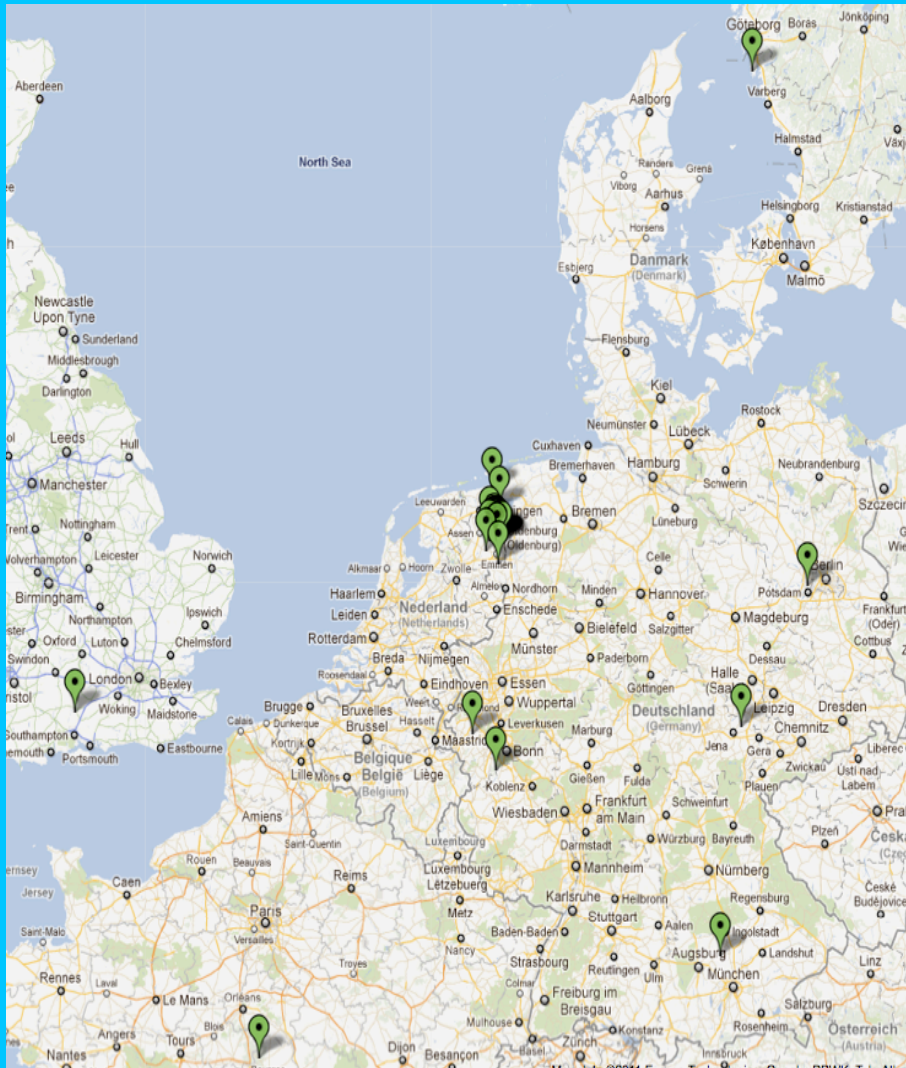 Göteborg
Borås
Jönköping
Aberdeen
Varberg
Aalborg
Halmstad
North Sea
Randers
Grenå
Viborg
Aarhus
Helsingborg
Kristianstad
Horsens
København
Danmark
(Denmark)
Esbjerg
Malmö
Newcastle
Upon Tyne
Sunderland
Flensburg
Middlesbrough
Darlington
Kiel
Rostock
Neumünster
Lübeck
Leeds
Hull
Cuxhaven
Bremerhaven
Hamburg
Schwerin
Neubrandenburg
Manchester
Leeuwarden
Lüneburg
Bremen
Nottingham
Assen
(Oldenburg)
Leicester
Norwich
Emmen
Celle
Berlin
Birmingham
Alkmaar
Hoorn
Zwolle
Almelo
Nordhorn
Minden
Hannover
Potsdam
Haarlem
Frankfurt
(Oder)
Northampton
Ipswich
Leiden
Nederland
(Netherlands)
Enschede
Bielefeld
Salzgitter
Magdeburg
Oxford
Luton
Chelmsford
Rotterdam
Münster
Cottbus
Swindon
Breda
Nijmegen
Paderborn
Dessau
London
Bexley
Roosendaal
Eindhoven
Essen
Göttingen
Halle
Woking
Maidstone
Brugge
Weert
Wuppertal
Leipzig
Dresden
Southampton
Calais
Dunkerque
Bruxelles
Brussel
Hasselt
Leverkusen
Deutschland
(Germany)
Portsmouth
Eastbourne
Kortrijk
Bonn
Marburg
Jena
Gera
Chemnitz
Liberec
Lille
Mons
Belgique
België
(Belgium)
Liège
Gießen
Fulda
Zwickau
Ústí nad
Labem
Koblenz
Plauen
Amiens
Wiesbaden
Frankfurt
am Main
Schweinfurt
Saint-Quentin
Darmstadt
Würzburg
Bayreuth
Plzeň
Rouen
Beauvais
Luxembourg
Luxembourg
Lëtzebuerg
Mannheim
Nürnberg
Jersey
Caen
Reims
Metz
Karlsruhe
Heilbronn
Regensburg
České
Budějovice
Paris
Versailles
Stuttgart
Aalen
Ingolstadt
Saint-Malo
Nancy
Baden-Baden
Strasbourg
Reutlingen
Ulm
Augsburg
Landshut
Linz
Rennes
Laval
Troyes
Colmar
München
Le Mans
Orléans
Freiburg im
Breisgau
Salzburg
Angers
Blois
Mulhouse
Konstanz
Rosenheim
Österreich
(Austria)
Nantes
Tours
Dijon
Besançon
Basel
Zürich
Innsbruck